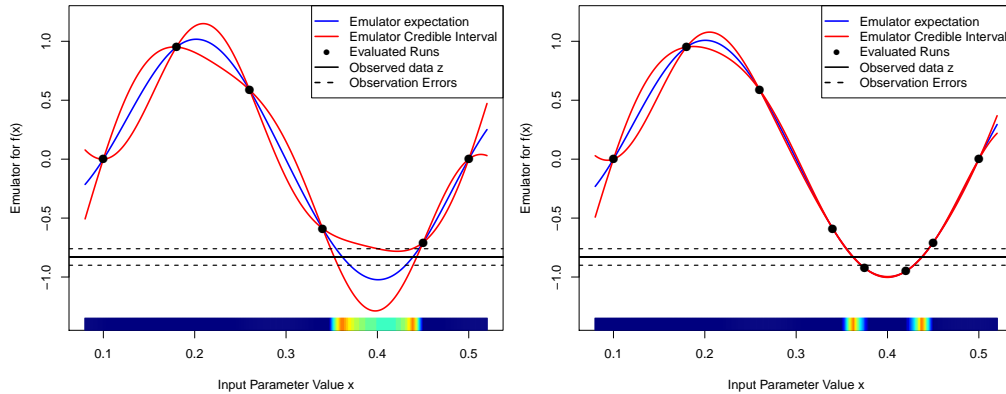 Emulator expectation
Emulator Credible Interval
Evaluated Runs
Observed data z
Observation Errors
Emulator for f(x)
1.0
0.5
0.0
−0.5
−1.0
0.1
0.2
0.3
0.4
0.5
Input Parameter Value x
Emulator expectation
Emulator Credible Interval
Evaluated Runs
Observed data z
Observation Errors
Emulator for f(x)
1.0
0.5
0.0
−0.5
−1.0
0.1
0.2
0.3
0.4
0.5
Input Parameter Value x